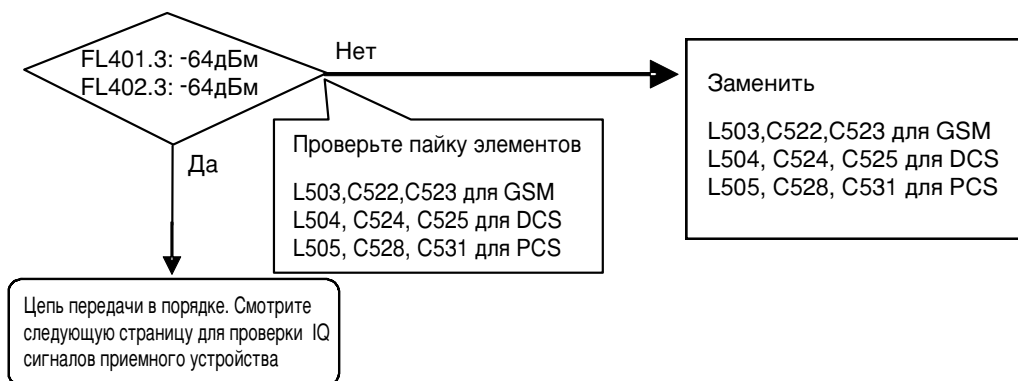 FL401.3: -64дБм
FL402.3: -64дБм
Нет
Да
Проверьте пайку элементов
L503,C522,C523 для GSM
L504, C524, C525 для DCS
L505, C528, C531 для PCS
Заменить
L503,C522,C523 для GSM
L504, C524, C525 для DCS
L505, C528, C531 для PCS
Цепь передачи в порядке. Смотрите
следующую страницу для проверки IQ
сигналов приемного устройства